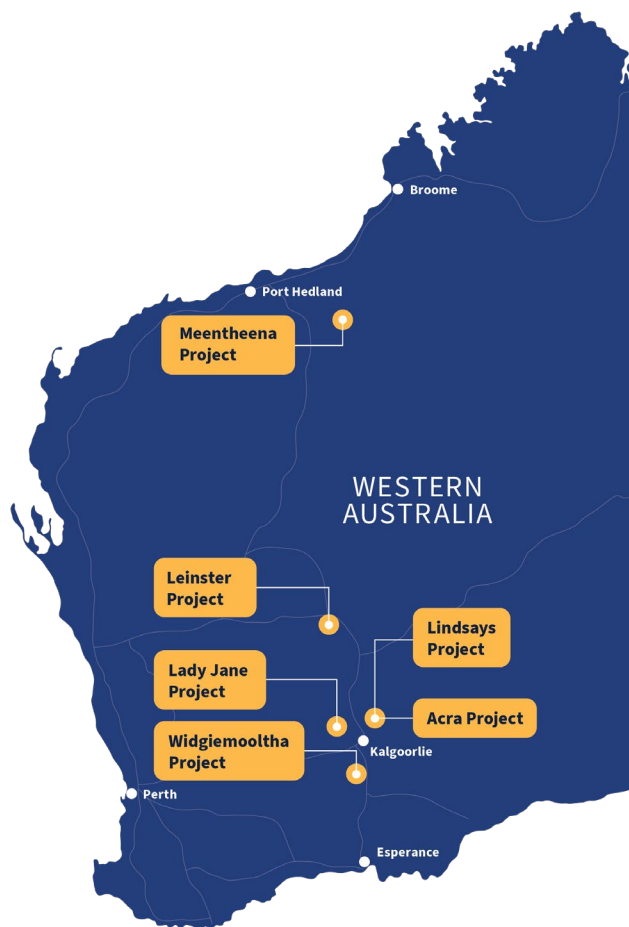 Broome
Port Hedland
Meentheena
Project
WESTERN
AUSTRALIA
Leinster
Project
Lindsays
Project
Lady Jane
Project
Acra Project
Widgiemooltha
Project
Kalgoorlie
Perth
Esperance